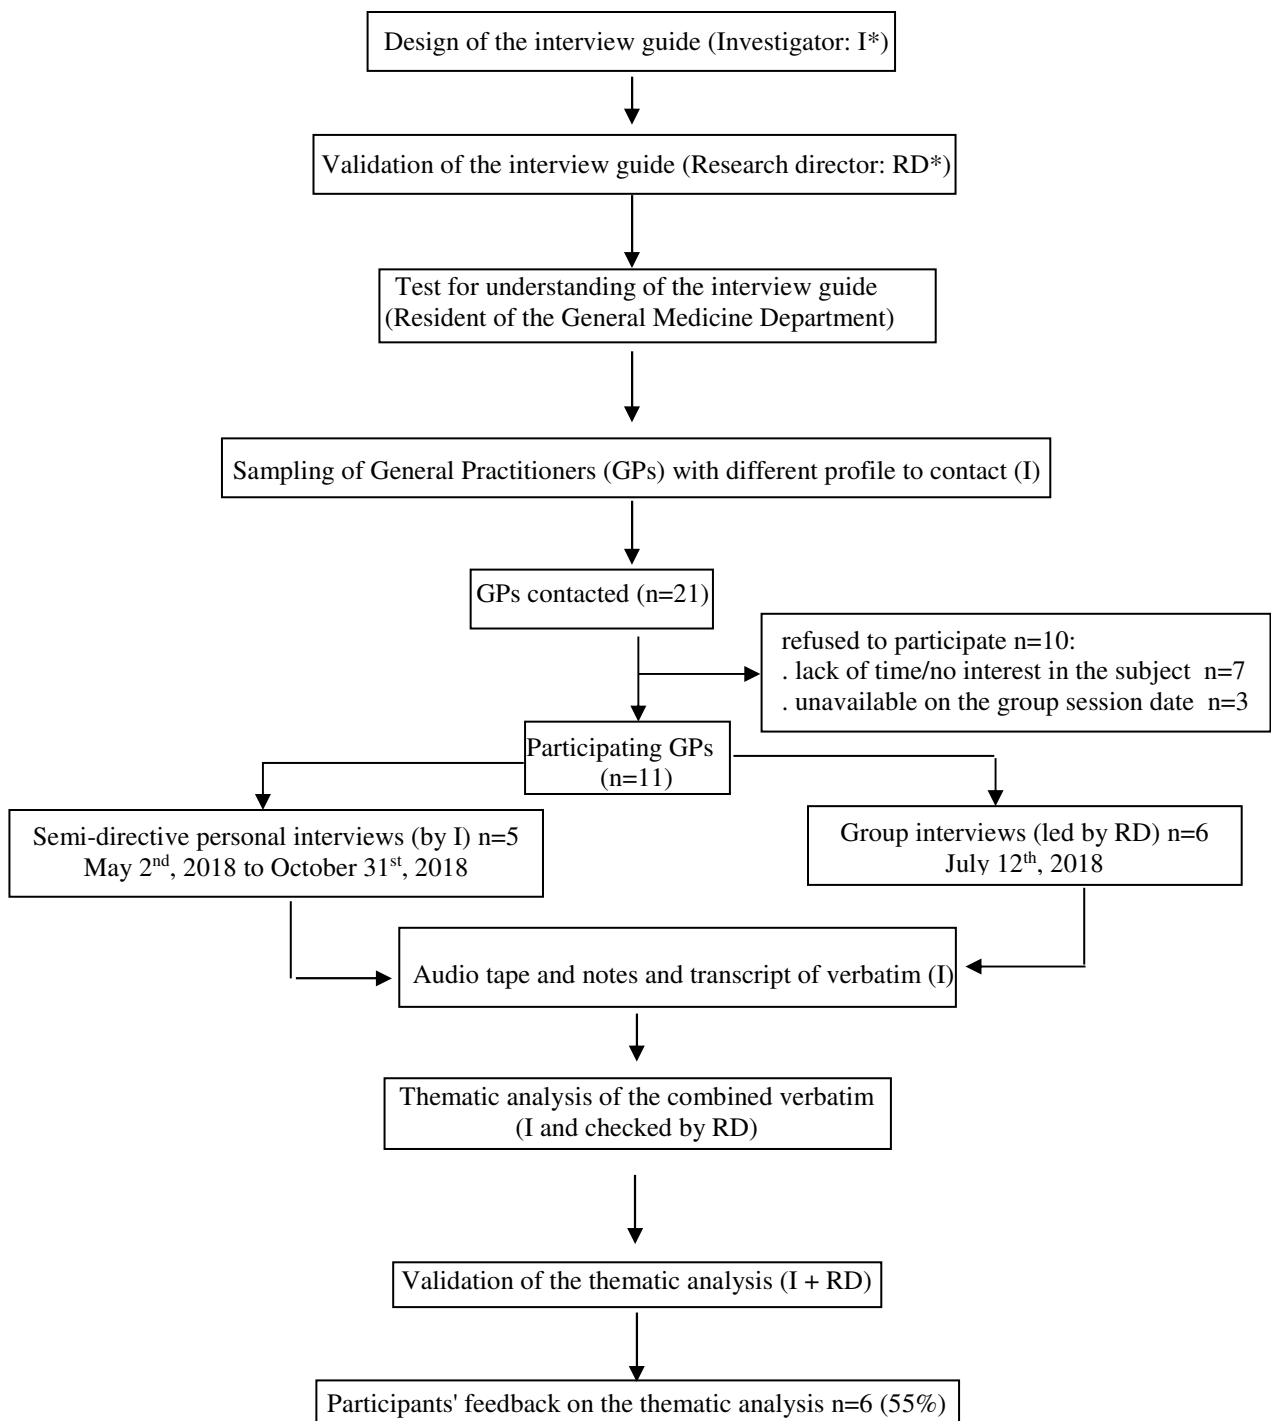 Design of the interview guide (Investigator: I*)
Validation of the interview guide (Research director: RD*)
Test for understanding of the interview guide
(Resident of the General Medicine Department)
Sampling of General Practitioners (GPs) with different profile to contact (I)
GPs contacted (n=21)
refused to participate n=10:
. lack of time/no interest in the subject  n=7
. unavailable on the group session date  n=3
Participating GPs
(n=11)
Semi-directive personal interviews (by I) n=5
May 2nd, 2018 to October 31st, 2018
Group interviews (led by RD) n=6
July 12th, 2018
Audio tape and notes and transcript of verbatim (I)
Thematic analysis of the combined verbatim
(I and checked by RD)
Validation of the thematic analysis (I + RD)
Participants' feedback on the thematic analysis n=6 (55%)